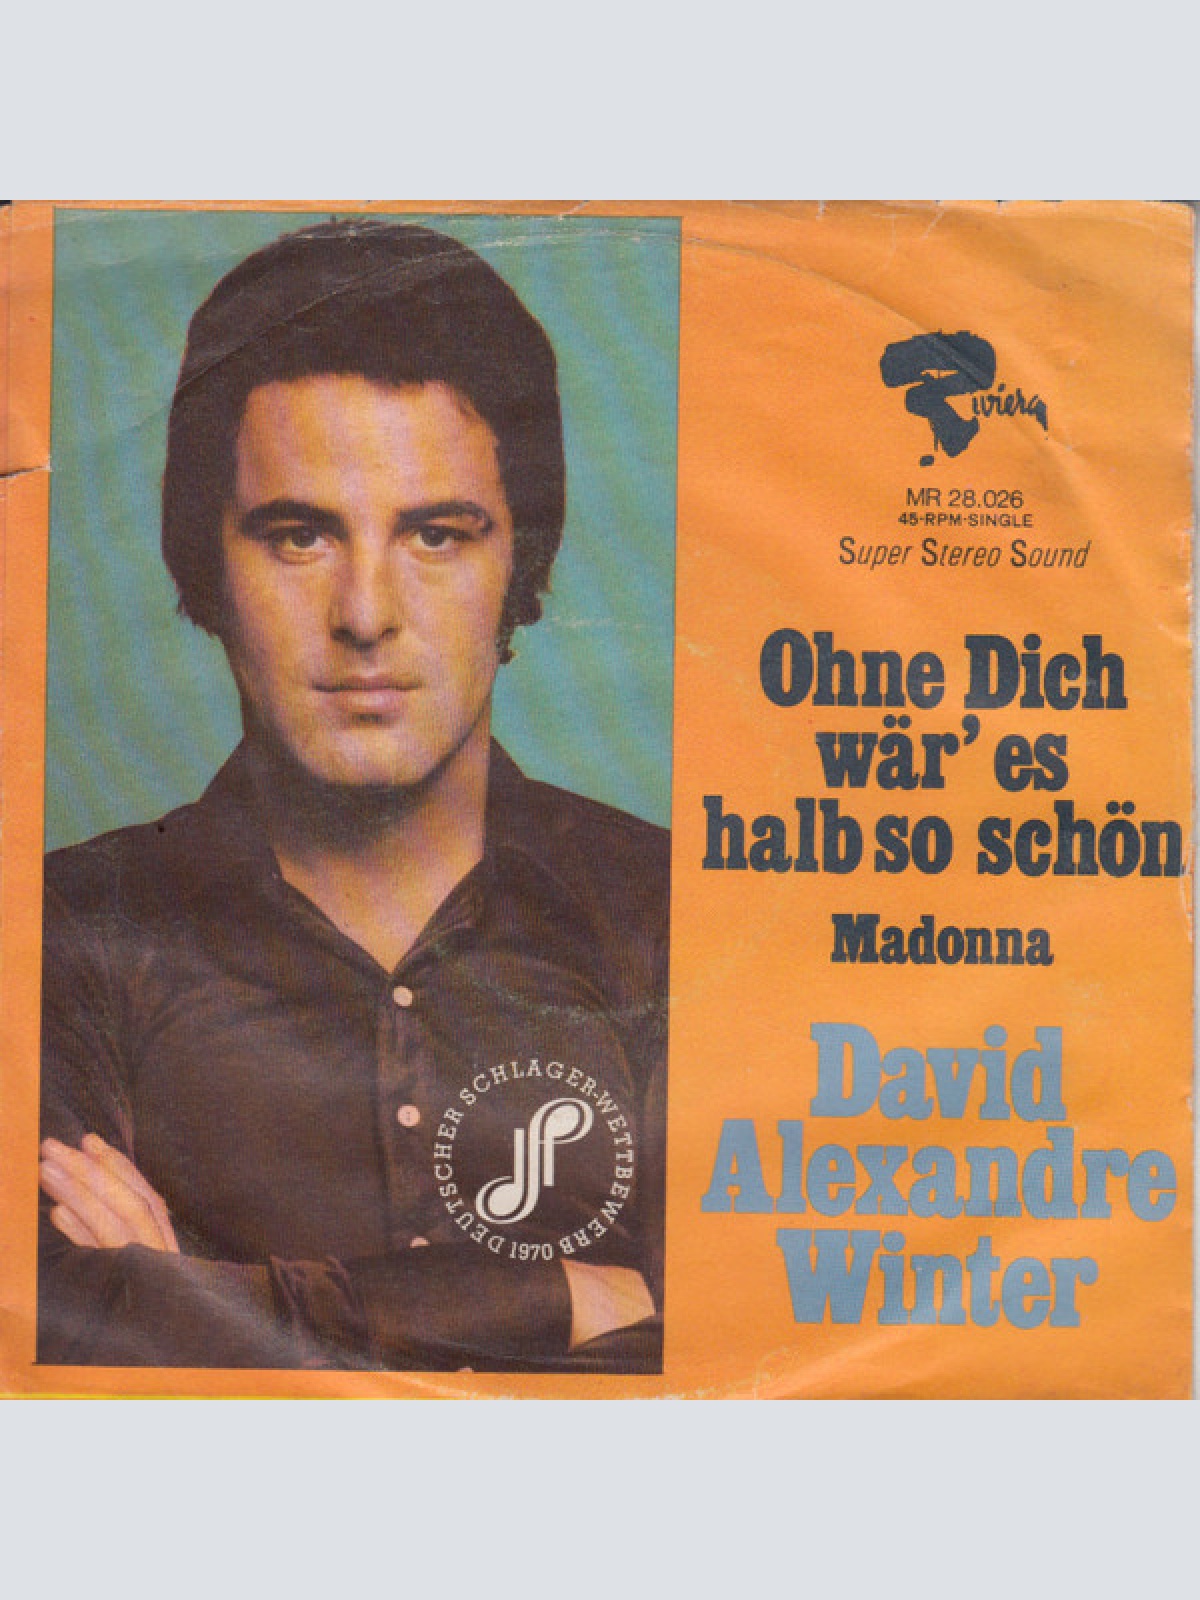 Riviera
MR 28.026
45-RPM-SINGLE
Super Stereo Sound
Ohne Dich
wär' es
halb so schön
Madonna
David
Alexandre
Winter
DEUTSCHER SCHLAGER-WETTBEWERB
1970